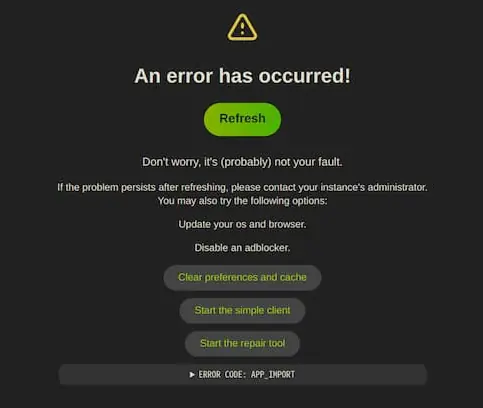 An error has occurred!
Refresh
Don't worry, it's (probably) not your fault.
If the problem persists after refreshing, please contact your instance's administrator.
You may also try the following options:
Update your os and browser.
Disable an adblocker.
Clear preferences and cache
Start the simple client
Start the repair tool
▶ ERROR CODE: APP_IMPORT